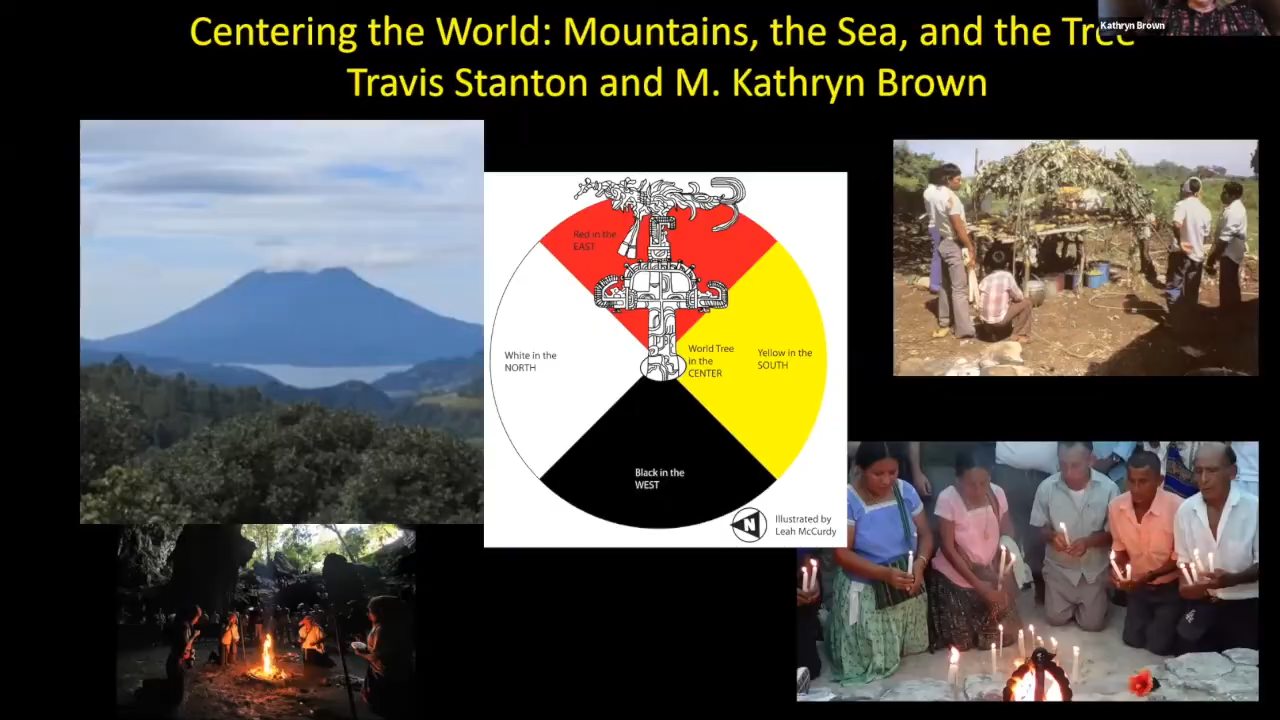 Centering the World: Mountains, the Sea, and the Tree
Travis Stanton and M. Kathryn Brown
Kathryn Brown
Red in the
EAST
White in the
NORTH
World Tree
in the
CENTER
Yellow in the
SOUTH
Black in the
WEST
N
Illustrated by
Leah McCurdy